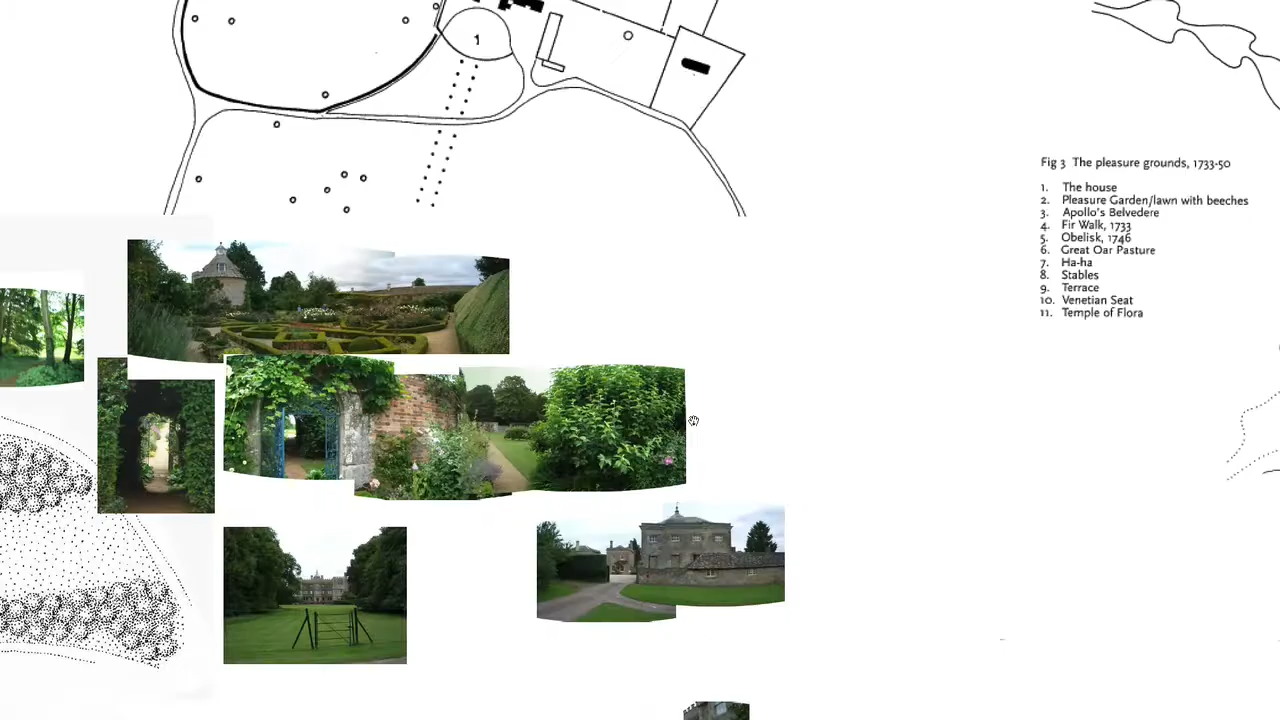 1
Fig 3 The pleasure grounds, 1733-50
1. The house
2. Pleasure Garden/lawn with beeches
3. Apollo's Belvedere
4. Fir Walk, 1733
5. Obelisk, 1746
6. Great Oar Pasture
7. Ha-ha
8. Stables
9. Terrace
10. Venetian Seat
11. Temple of Flora